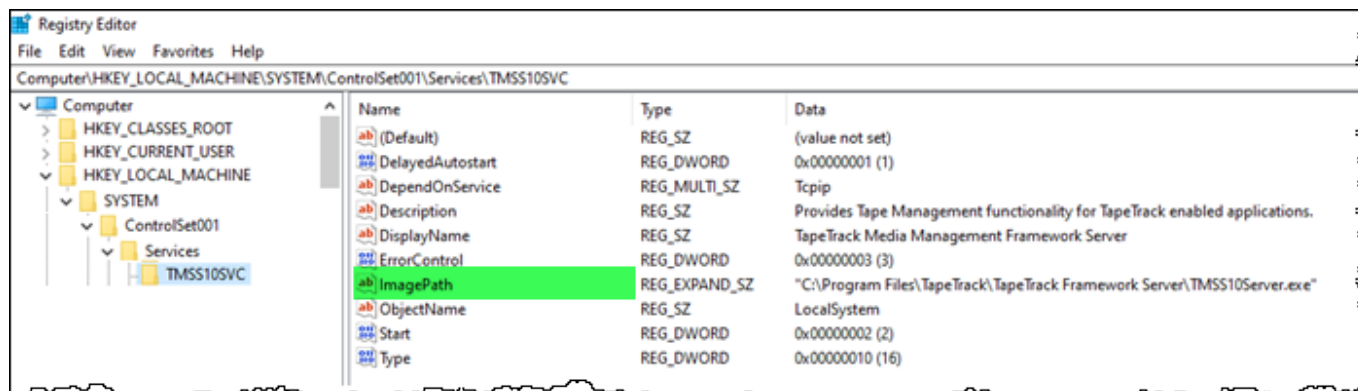 Registry Editor
File Edit View Favorites Help
Computer\HKEY_LOCAL_MACHINE\SYSTEM\ControlSet001\Services\TMSS10SVC
Computer
HKEY_CLASSES_ROOT
HKEY_CURRENT_USER
HKEY_LOCAL_MACHINE
SYSTEM
ControlSet001
Services
TMSS10SVC
Name Type Data
(Default) REG_SZ (value not set)
DelayedAutostart REG_DWORD 0x00000001 (1)
DependOnService REG_MULTI_SZ Tcpip
Description REG_SZ Provides Tape Management functionality for TapeTrack enabled applications.
DisplayName REG_SZ TapeTrack Media Management Framework Server
ErrorControl REG_DWORD 0x00000003 (3)
ImagePath REG_EXPAND_SZ "C:\Program Files\TapeTrack\TapeTrack Framework Server\TMSS10Server.exe"
ObjectName REG_SZ LocalSystem
Start REG_DWORD 0x00000002 (2)
Type REG_DWORD 0x00000010 (16)